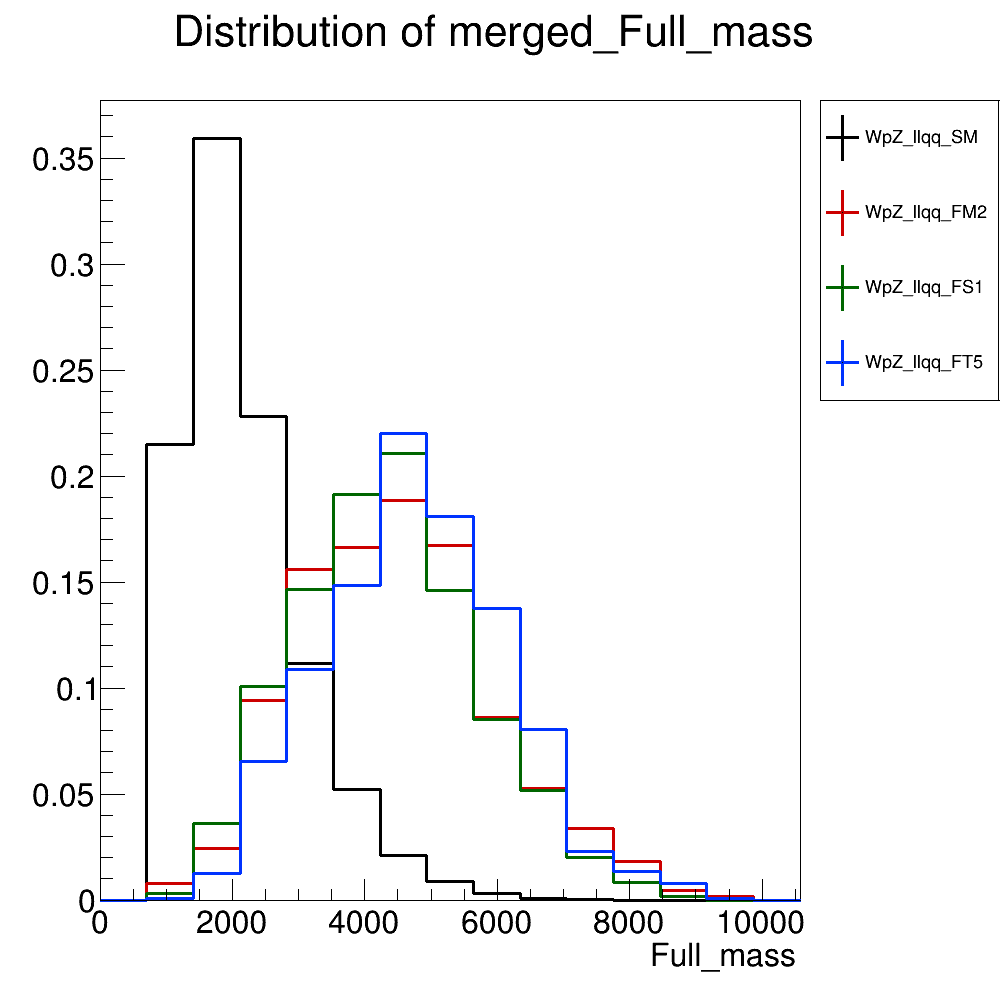 Distribution of merged_Full_mass
WpZ_llqq_SM
WpZ_llqq_FM2
WpZ_llqq_FS1
WpZ_llqq_FT5
0.35
0.3
0.25
0.2
0.15
0.1
0.05
0
0 2000 4000 6000 8000 10000
Full_mass